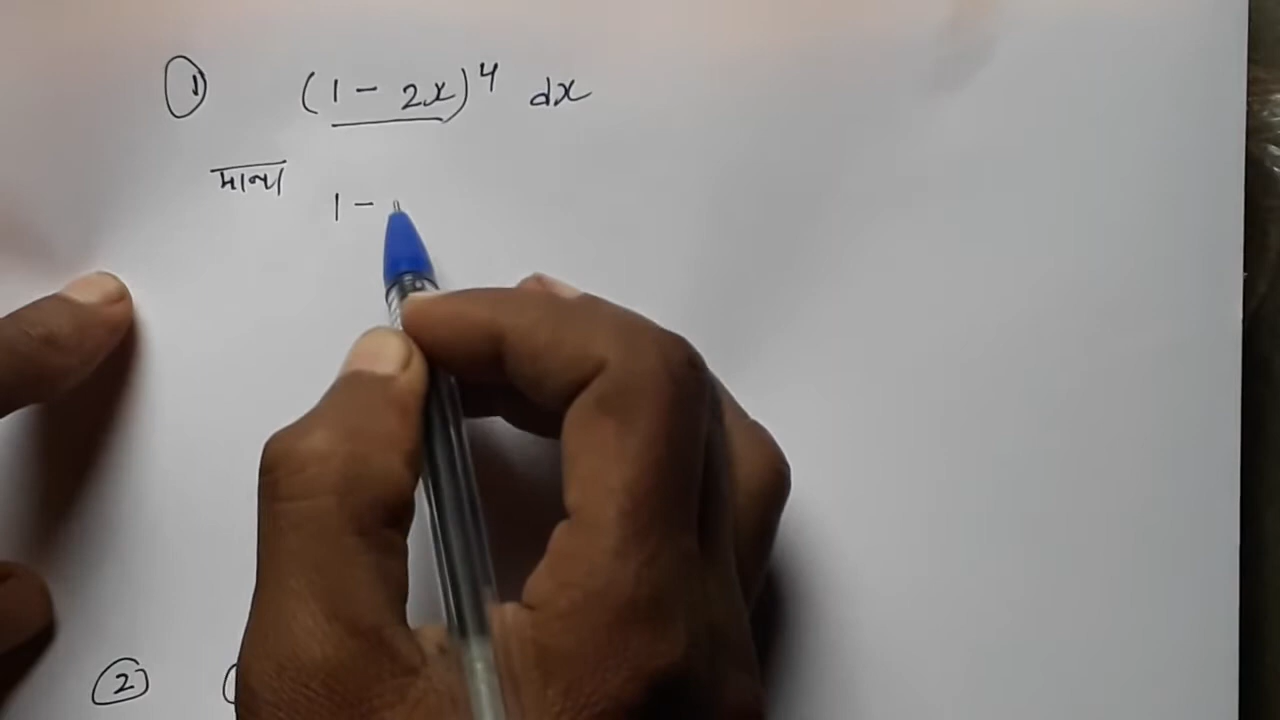 ① (1 - 2x)⁴ dx
माना 1 -
②